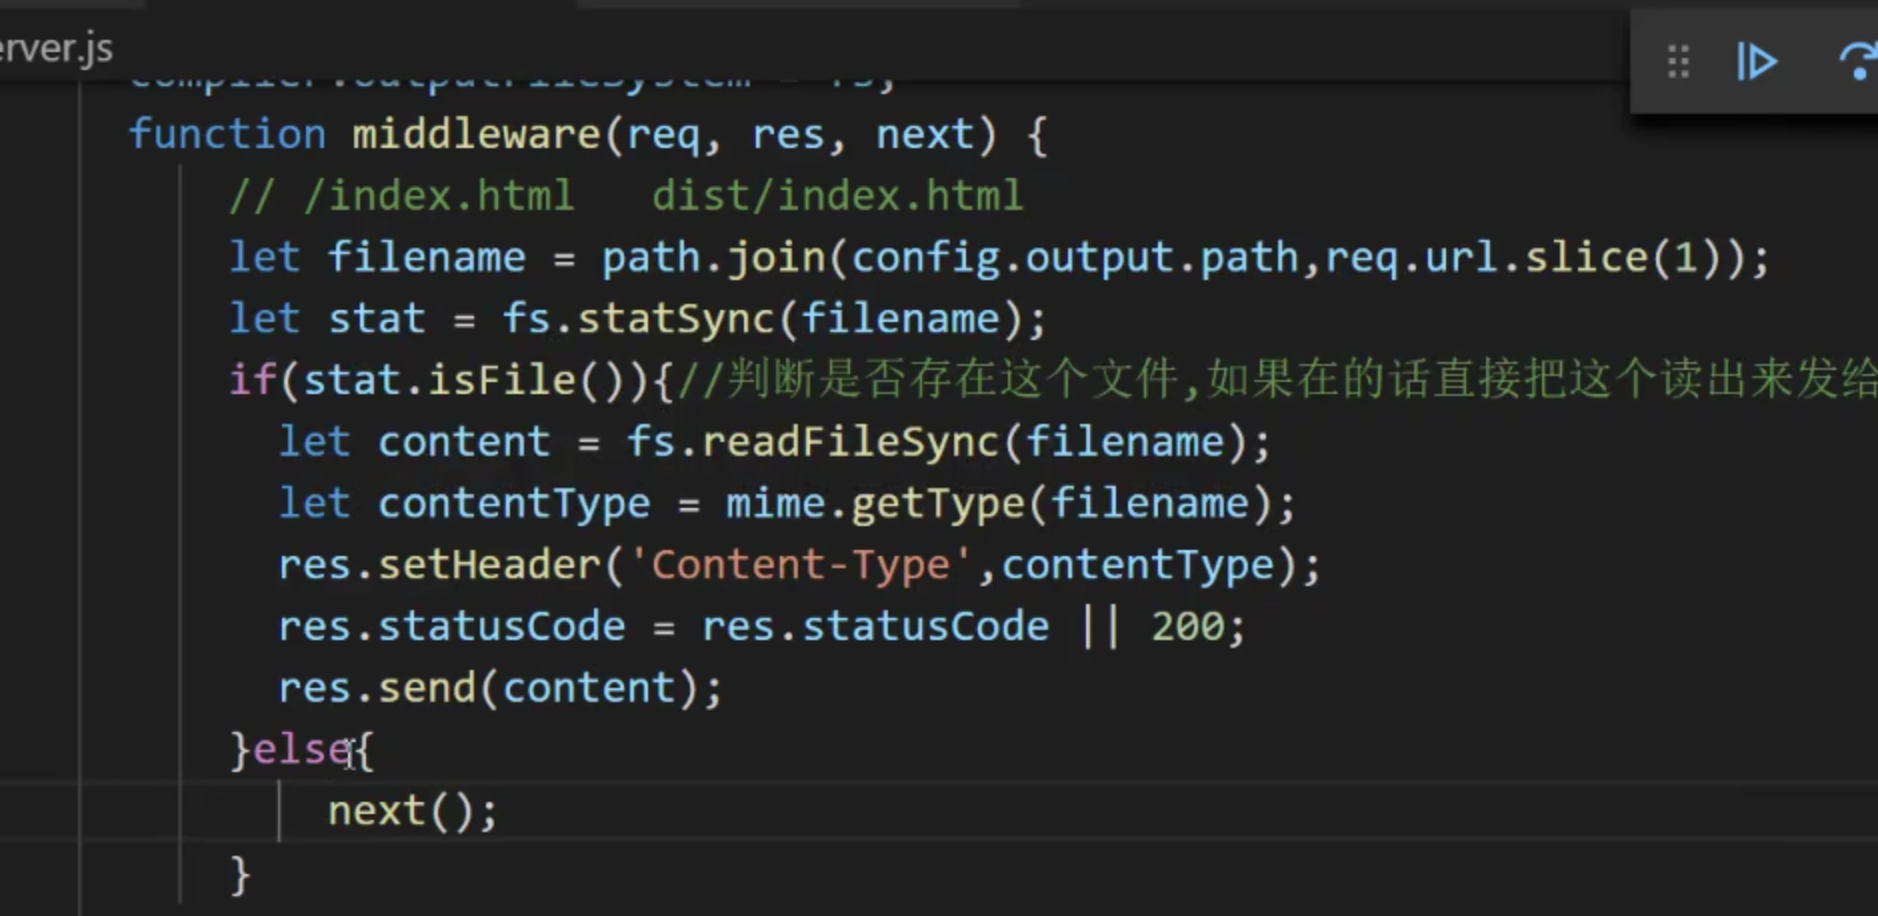 erver.js
compiler.outputFileSystem = fs;
function middleware(req, res, next) {
// /index.html   dist/index.html
let filename = path.join(config.output.path,req.url.slice(1));
let stat = fs.statSync(filename);
if(stat.isFile()){//判断是否存在这个文件,如果在的话直接把这个读出来发给
let content = fs.readFileSync(filename);
let contentType = mime.getType(filename);
res.setHeader('Content-Type',contentType);
res.statusCode = res.statusCode || 200;
res.send(content);
}else{
next();
}